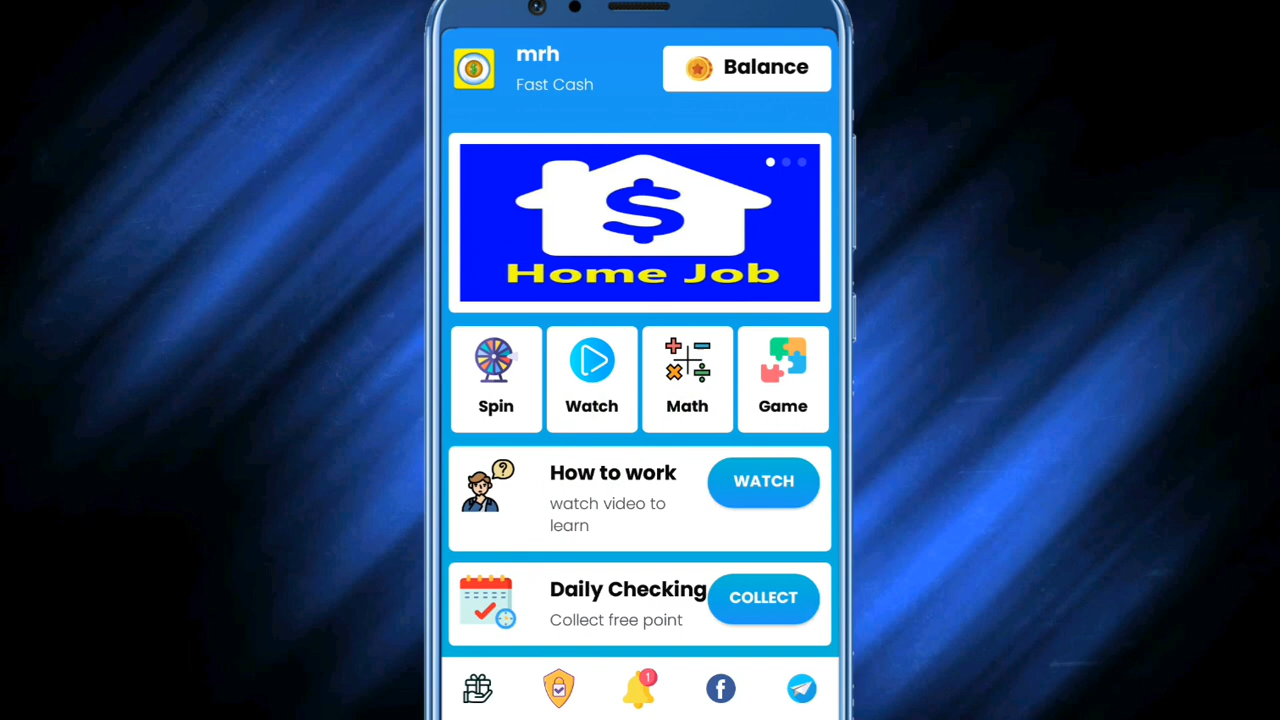 mrh
Fast Cash
Balance
Home Job
Spin
Watch
Math
Game
How to work
watch video to
learn
WATCH
Daily Checking
Collect free point
COLLECT
1